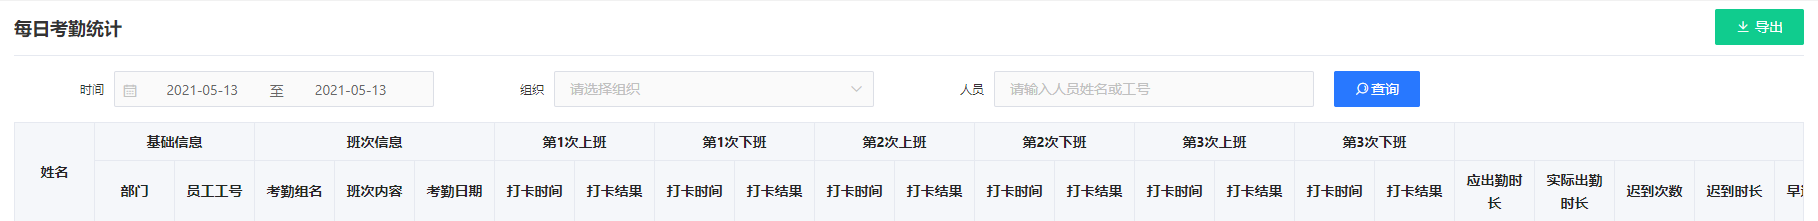 每日考勤统计
导出
时间 2021-05-13 至 2021-05-13 组织 请选择组织 人员 请输入人员姓名或工号 查询
姓名 基础信息 班次信息 第1次上班 第1次下班 第2次上班 第2次下班 第3次上班 第3次下班
部门 员工工号 考勤组名 班次内容 考勤日期 打卡时间 打卡结果 打卡时间 打卡结果 打卡时间 打卡结果 打卡时间 打卡结果 打卡时间 打卡结果 打卡时间 打卡结果 应出勤时长 实际出勤时长 迟到次数 迟到时长 早